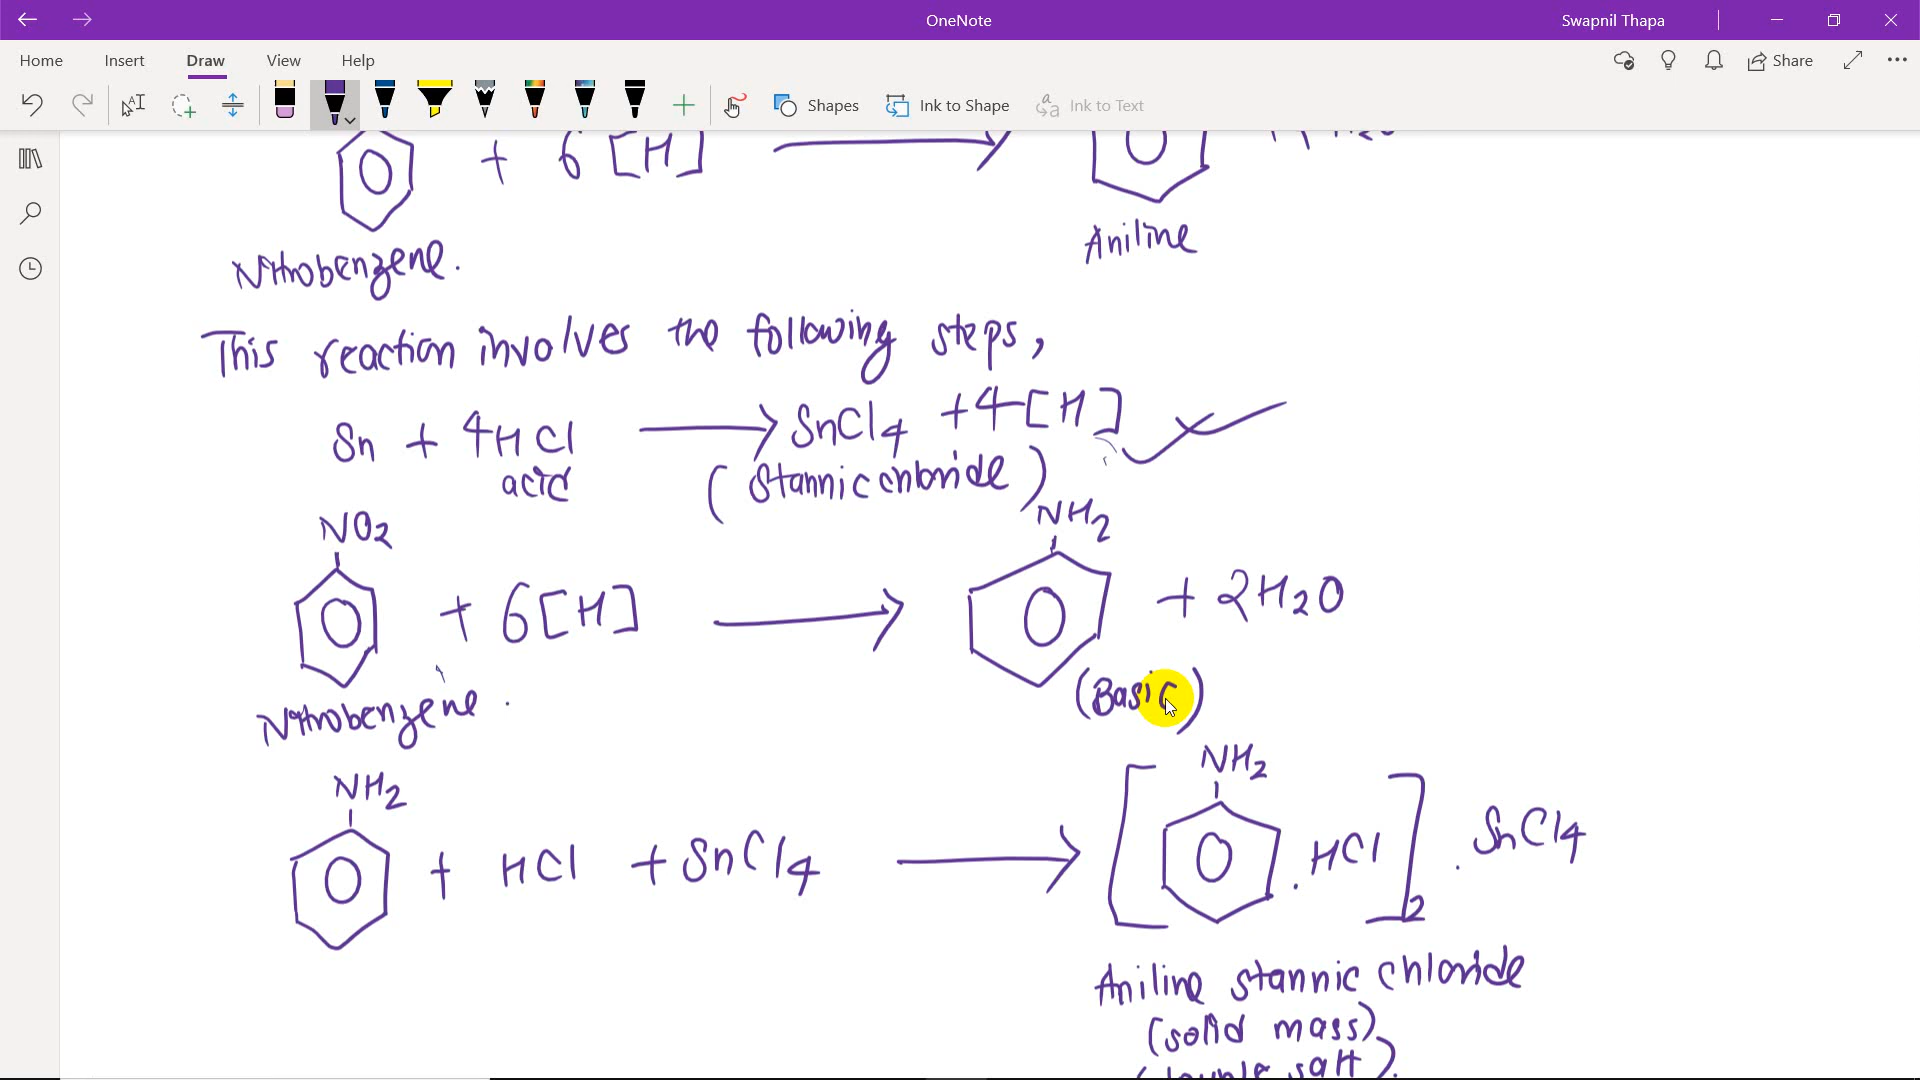 OneNote
Swapnil Thapa
Home Insert Draw View Help
Share
Shapes Ink to Shape Ink to Text
+ 6 [H]
Nitrobenzene.
Aniline
This reaction involves the following steps,
Sn + 4HCl → SnCl4 + 4[H]
acid (Stannic chloride)
NO2 NH2
+ 6[H] → + 2H2O
Nitrobenzene. (Basic)
NH2 NH2
+ HCl + SnCl4 → [ . HCl ]2 . SnCl4
Aniline stannic chloride
(solid mass)